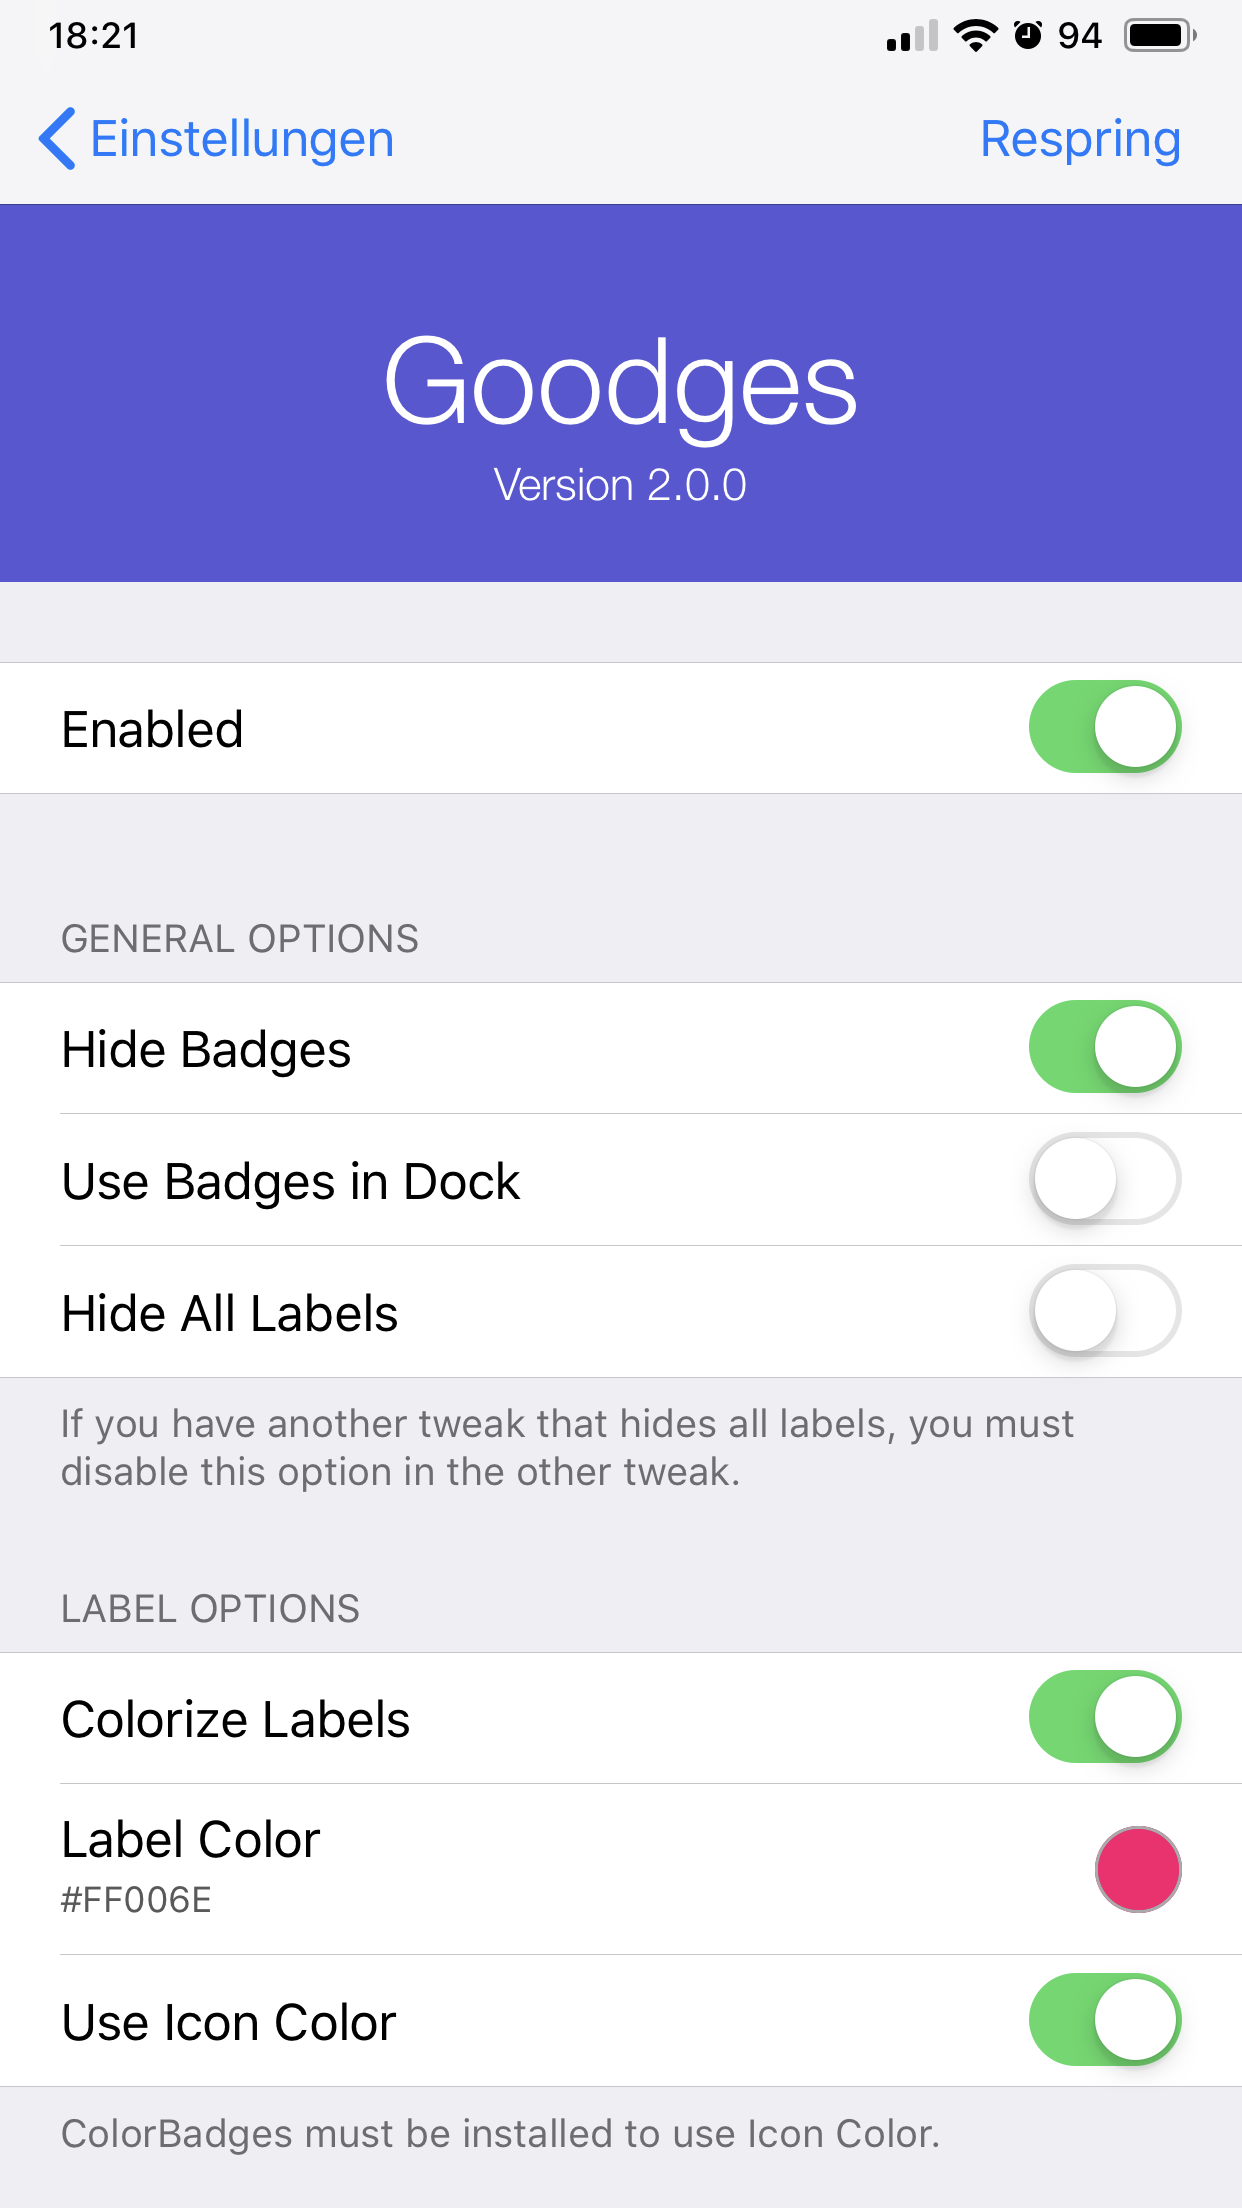 18:21
94
Einstellungen
Respring
Goodges
Version 2.0.0
Enabled
GENERAL OPTIONS
Hide Badges
Use Badges in Dock
Hide All Labels
If you have another tweak that hides all labels, you must
disable this option in the other tweak.
LABEL OPTIONS
Colorize Labels
Label Color
#FF006E
Use Icon Color
ColorBadges must be installed to use Icon Color.